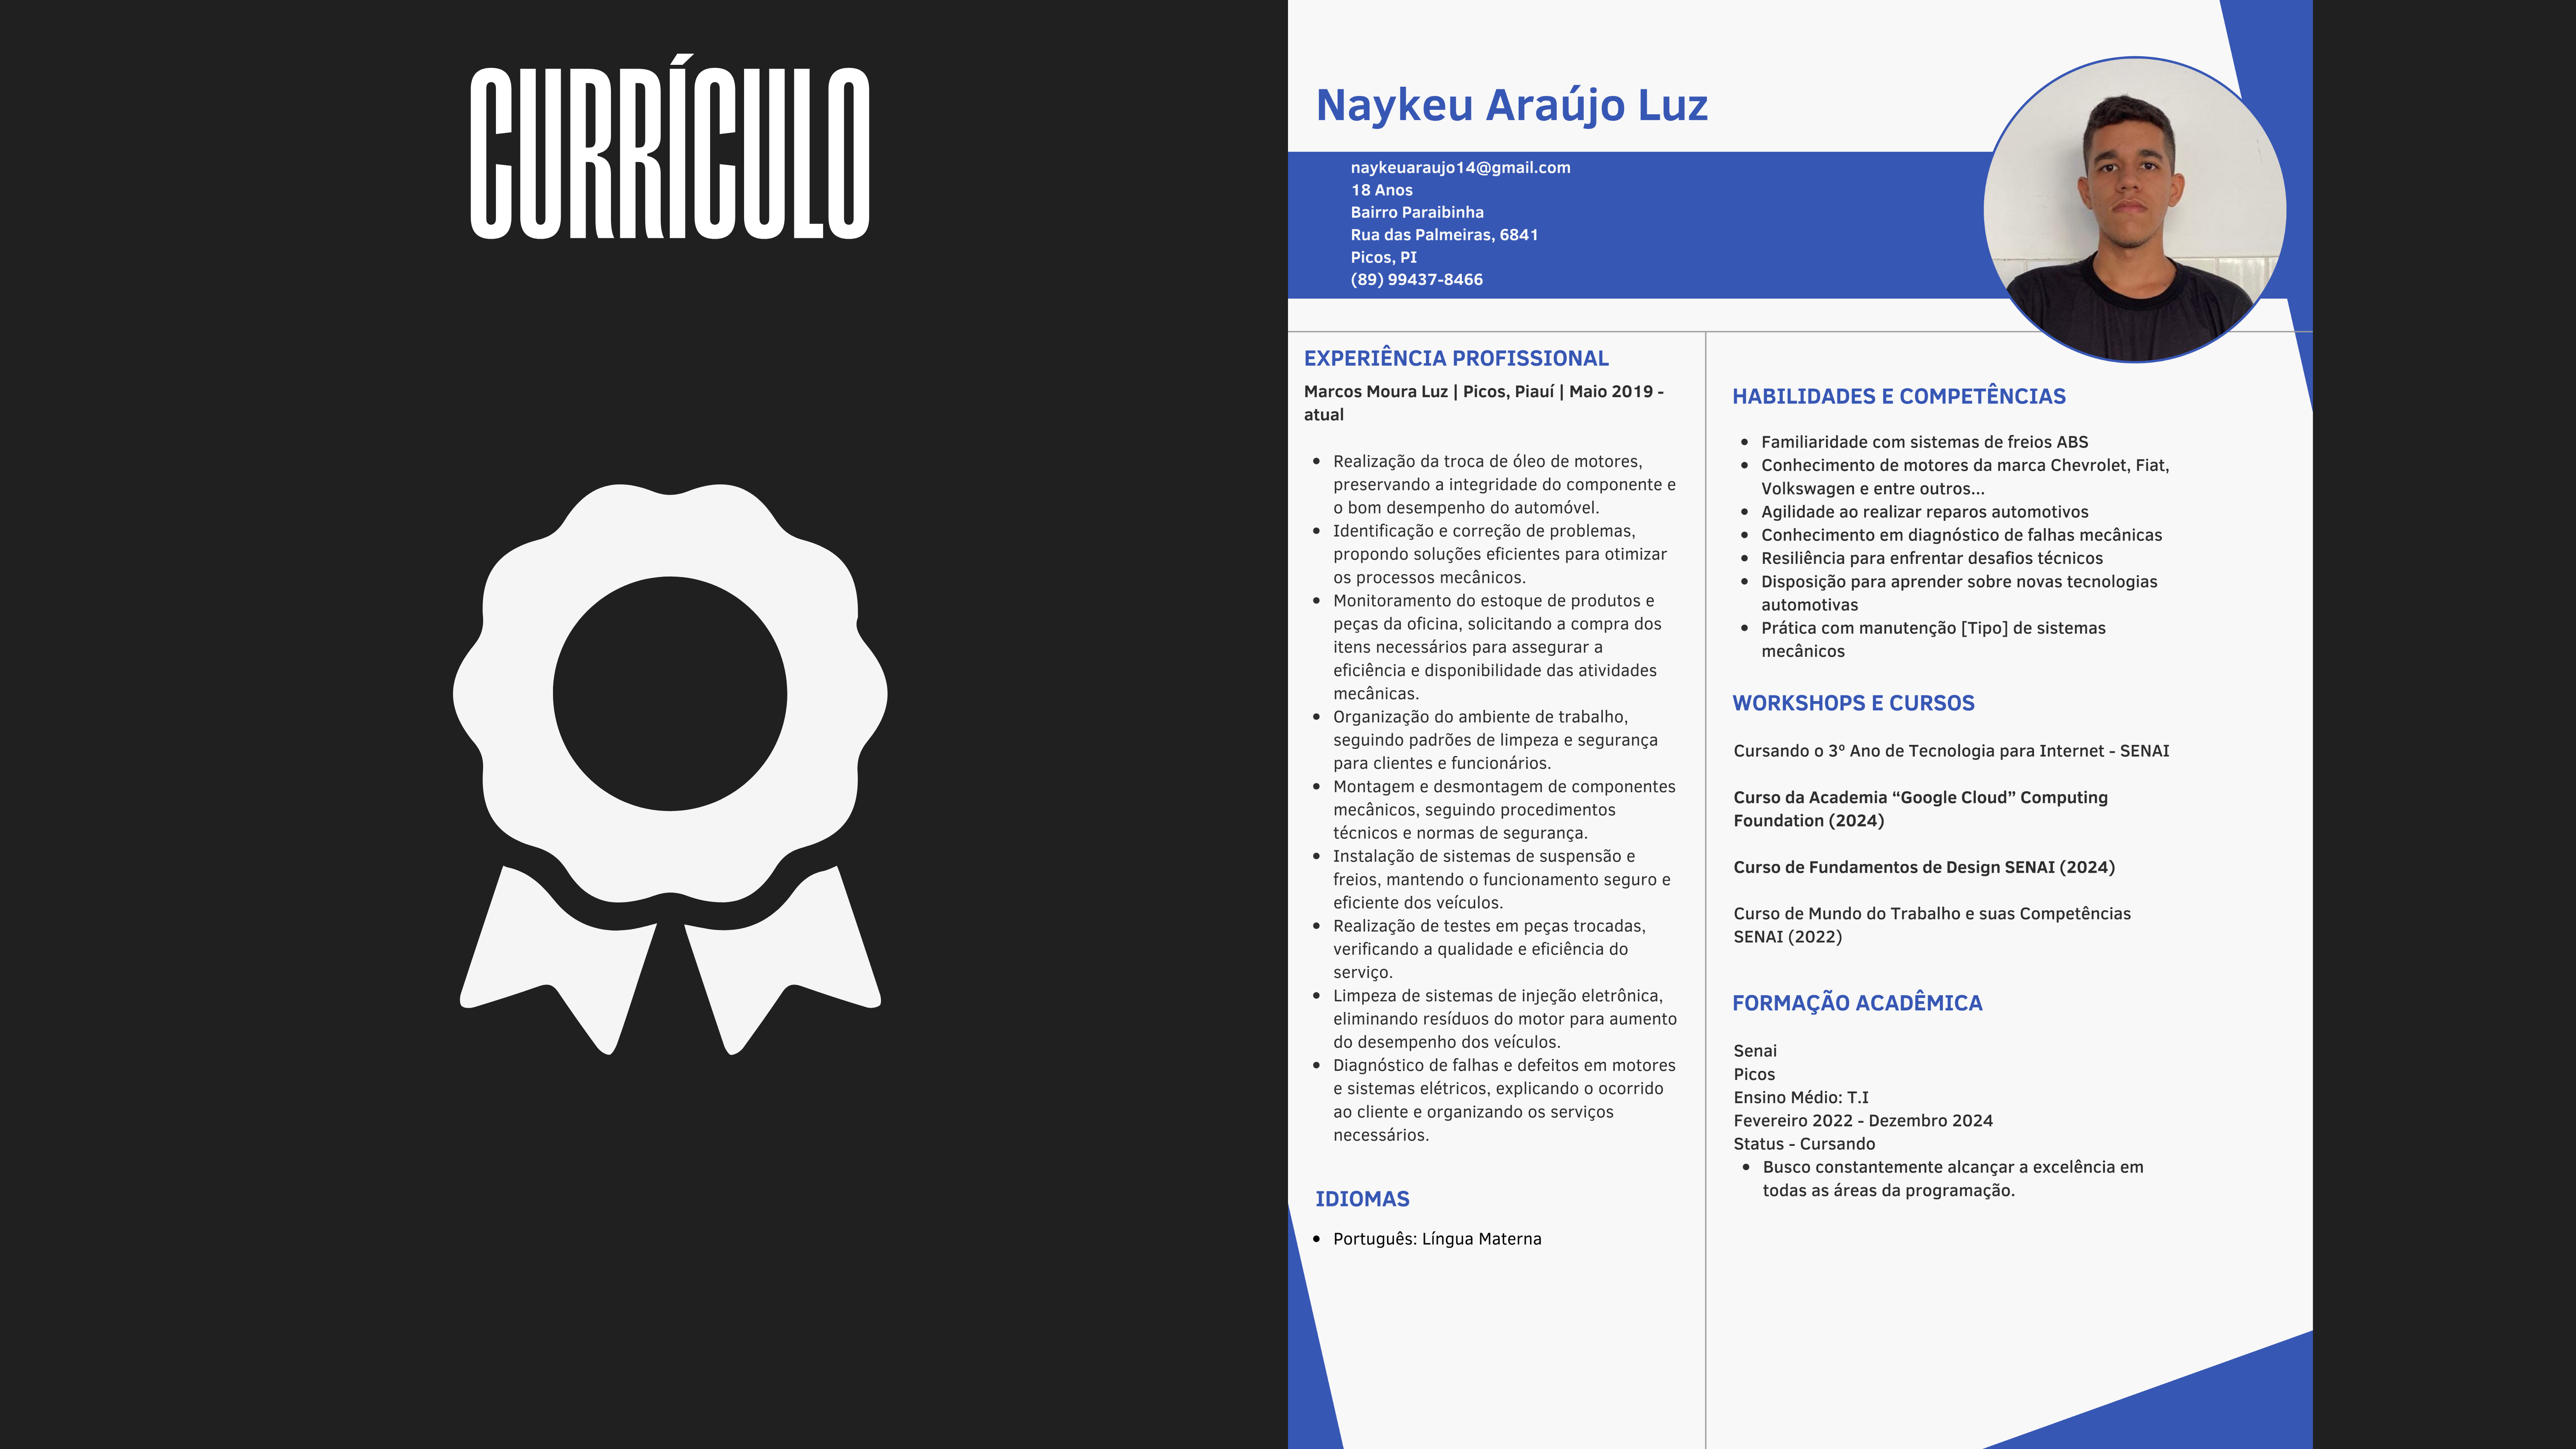 CURRÍCULO
Naykeu Araújo Luz
naykeuaraujo14@gmail.com
18 Anos
Bairro Paraibinha
Rua das Palmeiras, 6841
Picos, PI
(89) 99437-8466
EXPERIÊNCIA PROFISSIONAL
Marcos Moura Luz | Picos, Piauí | Maio 2019 -
atual
• Realização da troca de óleo de motores,
preservando a integridade do componente e
o bom desempenho do automóvel.
• Identificação e correção de problemas,
propondo soluções eficientes para otimizar
os processos mecânicos.
• Monitoramento do estoque de produtos e
peças da oficina, solicitando a compra dos
itens necessários para assegurar a
eficiência e disponibilidade das atividades
mecânicas.
• Organização do ambiente de trabalho,
seguindo padrões de limpeza e segurança
para clientes e funcionários.
• Montagem e desmontagem de componentes
mecânicos, seguindo procedimentos
técnicos e normas de segurança.
• Instalação de sistemas de suspensão e
freios, mantendo o funcionamento seguro e
eficiente dos veículos.
• Realização de testes em peças trocadas,
verificando a qualidade e eficiência do
serviço.
• Limpeza de sistemas de injeção eletrônica,
eliminando resíduos do motor para aumento
do desempenho dos veículos.
• Diagnóstico de falhas e defeitos em motores
e sistemas elétricos, explicando o ocorrido
ao cliente e organizando os serviços
necessários.
IDIOMAS
• Português: Língua Materna
HABILIDADES E COMPETÊNCIAS
• Familiaridade com sistemas de freios ABS
• Conhecimento de motores da marca Chevrolet, Fiat,
Volkswagen e entre outros...
• Agilidade ao realizar reparos automotivos
• Conhecimento em diagnóstico de falhas mecânicas
• Resiliência para enfrentar desafios técnicos
• Disposição para aprender sobre novas tecnologias
automotivas
• Prática com manutenção [Tipo] de sistemas
mecânicos
WORKSHOPS E CURSOS
Cursando o 3º Ano de Tecnologia para Internet - SENAI
Curso da Academia “Google Cloud” Computing
Foundation (2024)
Curso de Fundamentos de Design SENAI (2024)
Curso de Mundo do Trabalho e suas Competências
SENAI (2022)
FORMAÇÃO ACADÊMICA
Senai
Picos
Ensino Médio: T.I
Fevereiro 2022 - Dezembro 2024
Status - Cursando
• Busco constantemente alcançar a excelência em
todas as áreas da programação.